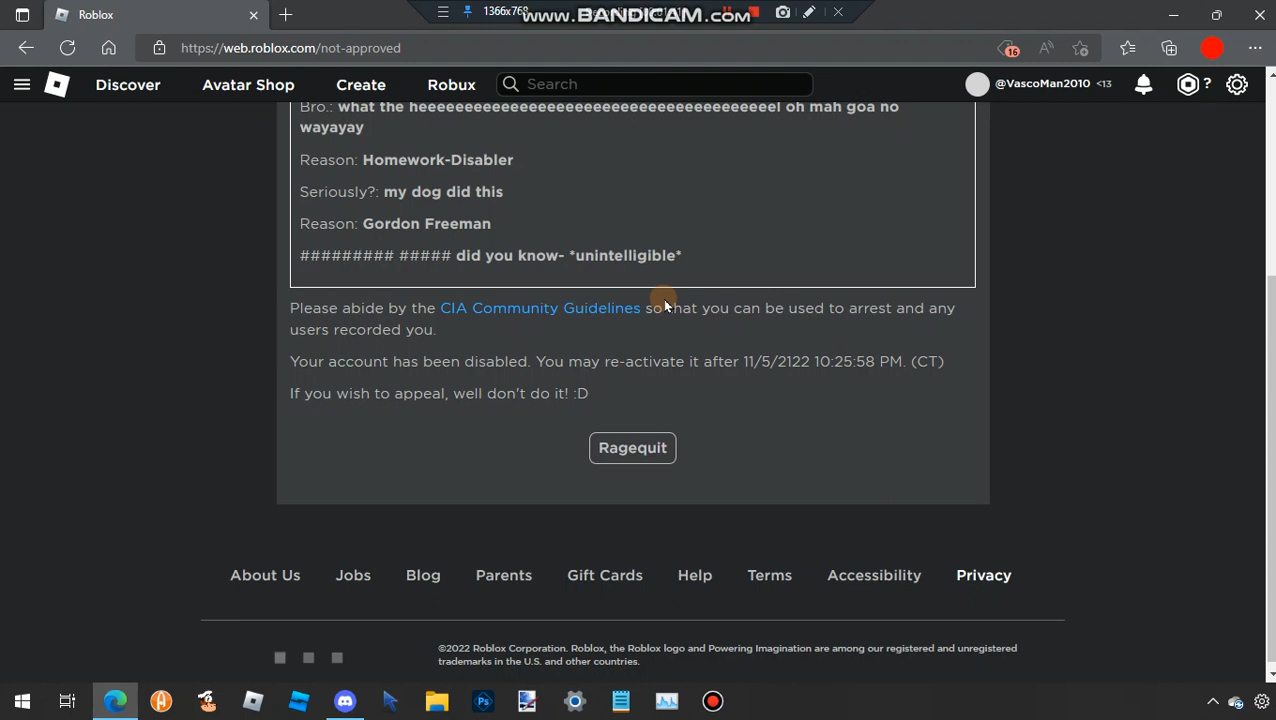 Roblox
1366x768
www.BANDICAM.com
https://web.roblox.com/not-approved
16
Discover
Avatar Shop
Create
Robux
Search
@VascoMan2010 <13
?
Bro.: what the heeeeeeeeeeeeeeeeeeeeeeeeeeeeeeeeeeel oh mah goa no
wayayay
Reason: Homework-Disabler
Seriously?: my dog did this
Reason: Gordon Freeman
######### ##### did you know- *unintelligible*
Please abide by the CIA Community Guidelines so that you can be used to arrest and any
users recorded you.
Your account has been disabled. You may re-activate it after 11/5/2122 10:25:58 PM. (CT)
If you wish to appeal, well don't do it! :D
Ragequit
About Us
Jobs
Blog
Parents
Gift Cards
Help
Terms
Accessibility
Privacy
©2022 Roblox Corporation. Roblox, the Roblox logo and Powering Imagination are among our registered and unregistered
trademarks in the U.S. and other countries.
Ps